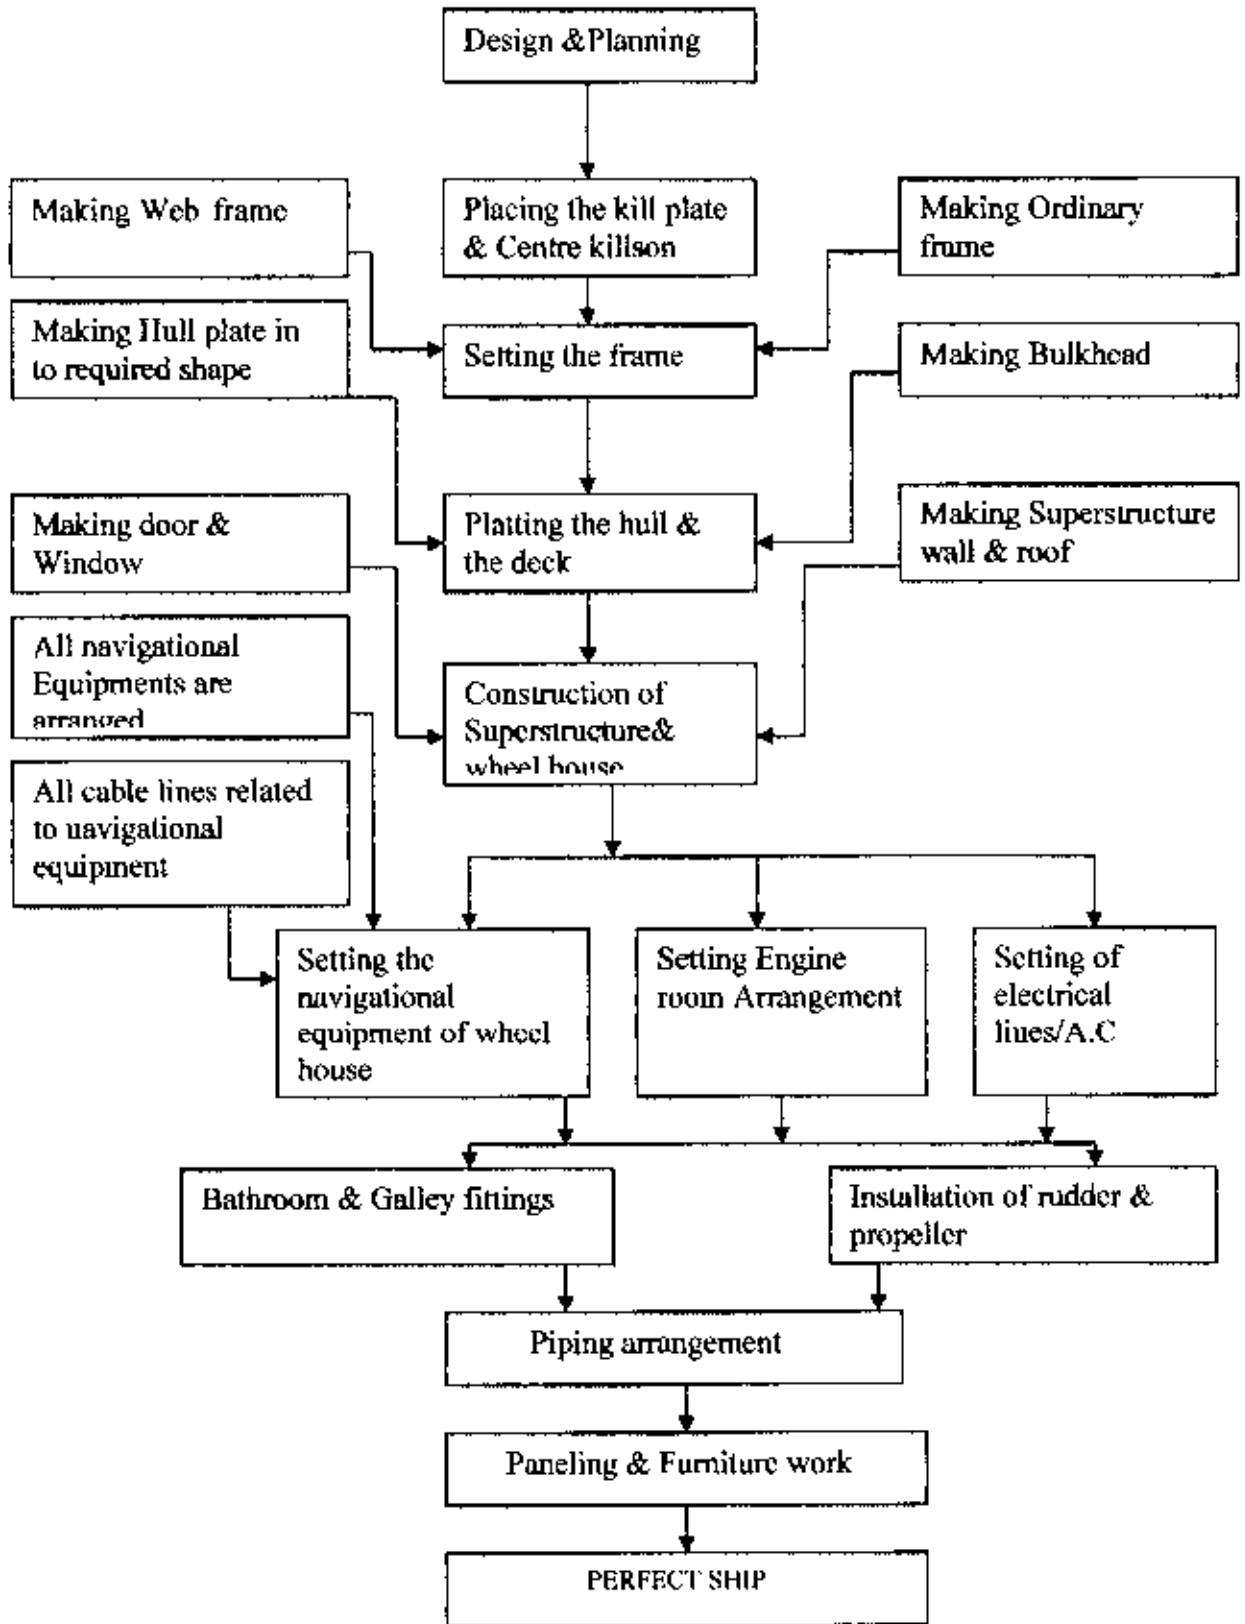 Design &Planning
Making Web frame
Placing the kill plate
& Centre killson
Making Ordinary
frame
Making Hull plate in
to required shape
Setting the frame
Making Bulkhead
Making door &
Window
Platting the hull &
the deck
Making Superstructure
wall & roof
All navigational
Equipments are
arranged
Construction of
Superstructure&
wheel house
All cable lines related
to navigational
equipment
Setting the
navigational
equipment of wheel
house
Setting Engine
room Arrangement
Setting of
electrical
lines/A.C
Bathroom & Galley fittings
Installation of rudder &
propeller
Piping arrangement
Paneling & Furniture work
PERFECT SHIP